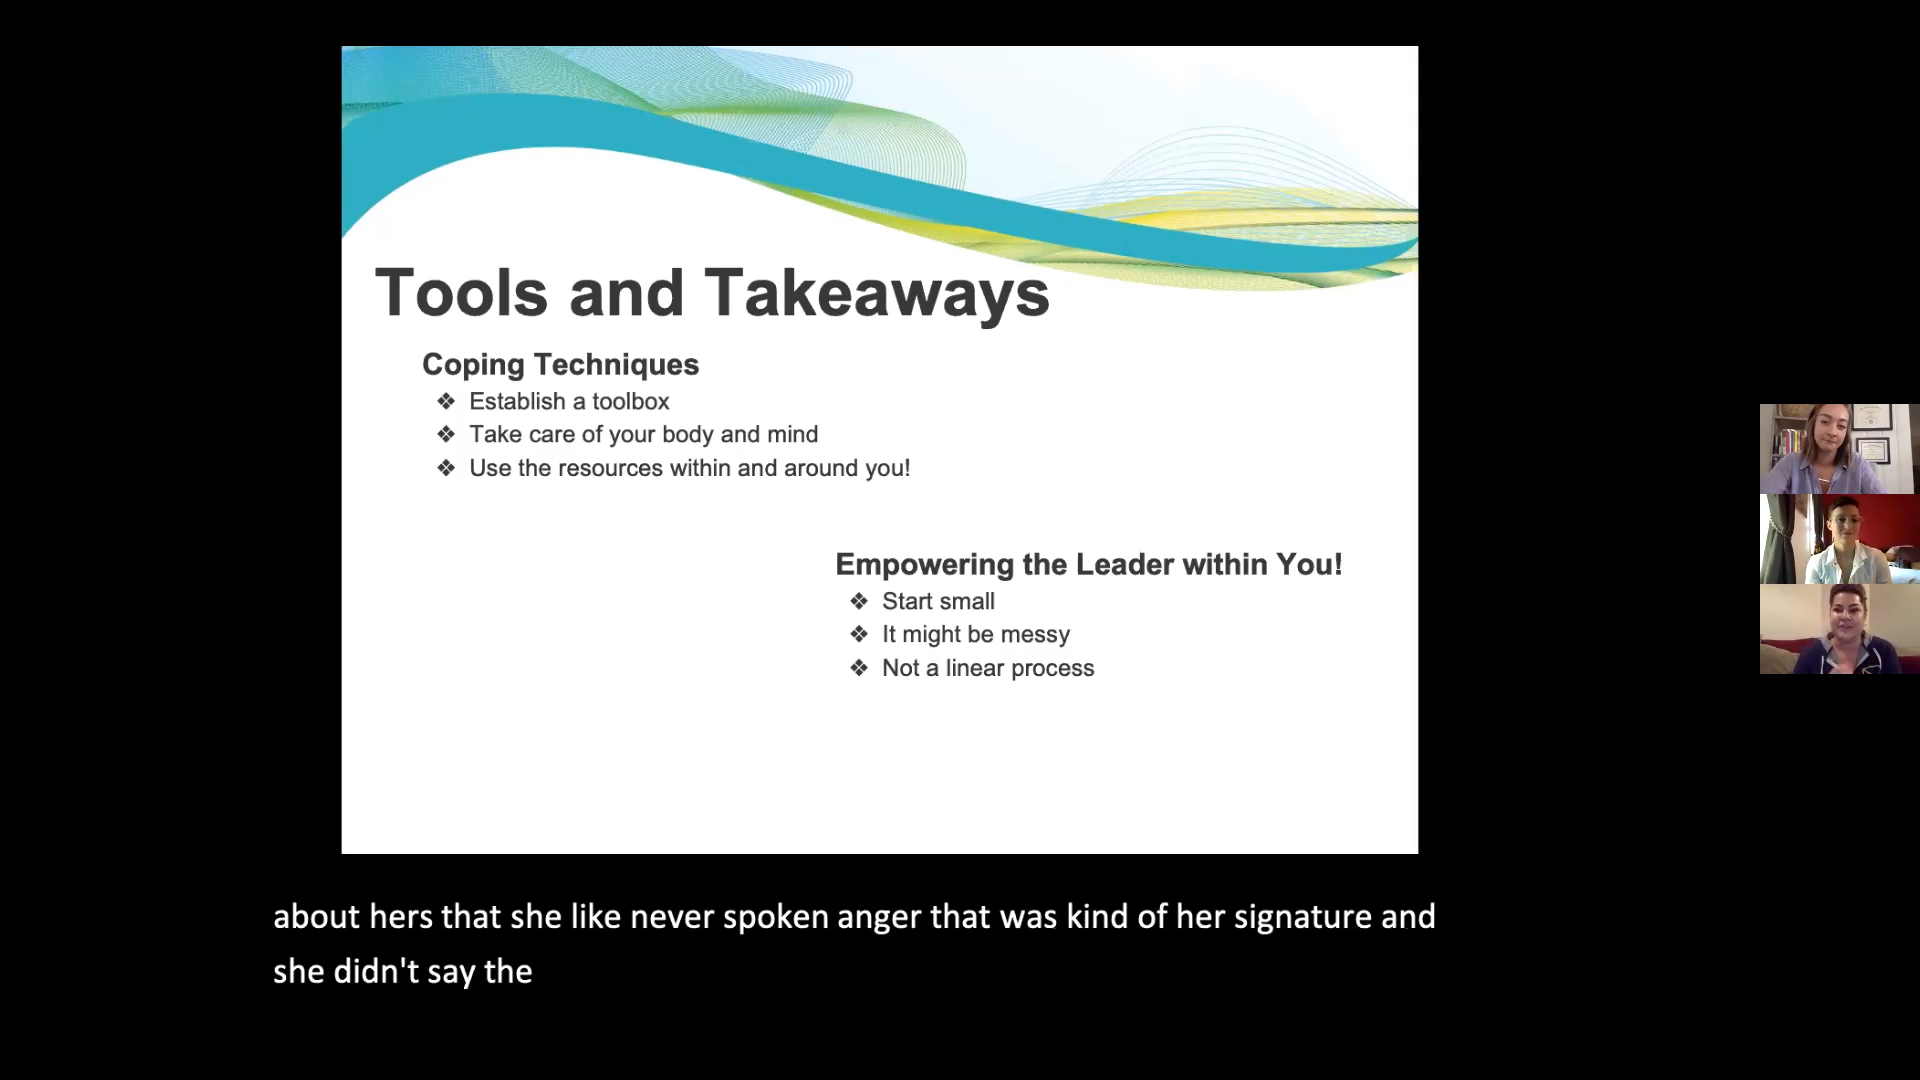 Tools and Takeaways
Coping Techniques
❖ Establish a toolbox
❖ Take care of your body and mind
❖ Use the resources within and around you!
Empowering the Leader within You!
❖ Start small
❖ It might be messy
❖ Not a linear process
about hers that she like never spoken anger that was kind of her signature and
she didn't say the